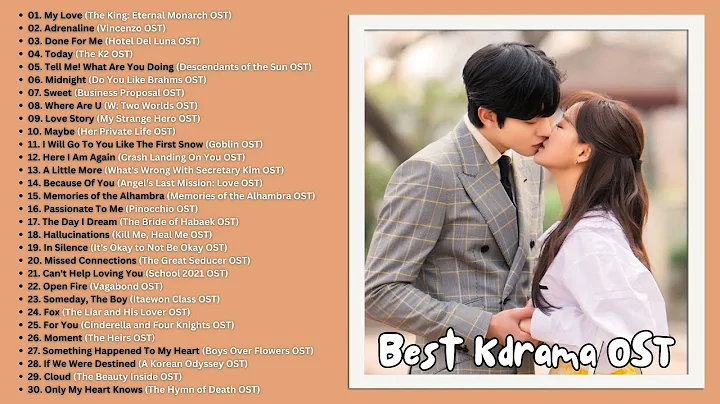 01. My Love (The King: Eternal Monarch OST)
02. Adrenaline (Vincenzo OST)
03. Done For Me (Hotel Del Luna OST)
04. Today (The K2 OST)
05. Tell Me! What Are You Doing (Descendants of the Sun OST)
06. Midnight (Do You Like Brahms OST)
07. Sweet (Business Proposal OST)
08. Where Are U (W: Two Worlds OST)
09. Love Story (My Strange Hero OST)
10. Maybe (Her Private Life OST)
11. I Will Go To You Like The First Snow (Goblin OST)
12. Here I Am Again (Crash Landing On You OST)
13. A Little More (What's Wrong With Secretary Kim OST)
14. Because Of You (Angel's Last Mission: Love OST)
15. Memories of the Alhambra (Memories of the Alhambra OST)
16. Passionate To Me (Pinocchio OST)
17. The Day I Dream (The Bride of Habaek OST)
18. Hallucinations (Kill Me, Heal Me OST)
19. In Silence (It's Okay to Not Be Okay OST)
20. Missed Connections (The Great Seducer OST)
21. Can't Help Loving You (School 2021 OST)
22. Open Fire (Vagabond OST)
23. Someday, The Boy (Itaewon Class OST)
24. Fox (The Liar and His Lover OST)
25. For You (Cinderella and Four Knights OST)
26. Moment (The Heirs OST)
27. Something Happened To My Heart (Boys Over Flowers OST)
28. If We Were Destined (A Korean Odyssey OST)
29. Cloud (The Beauty Inside OST)
30. Only My Heart Knows (The Hymn of Death OST)
Best Kdrama OST